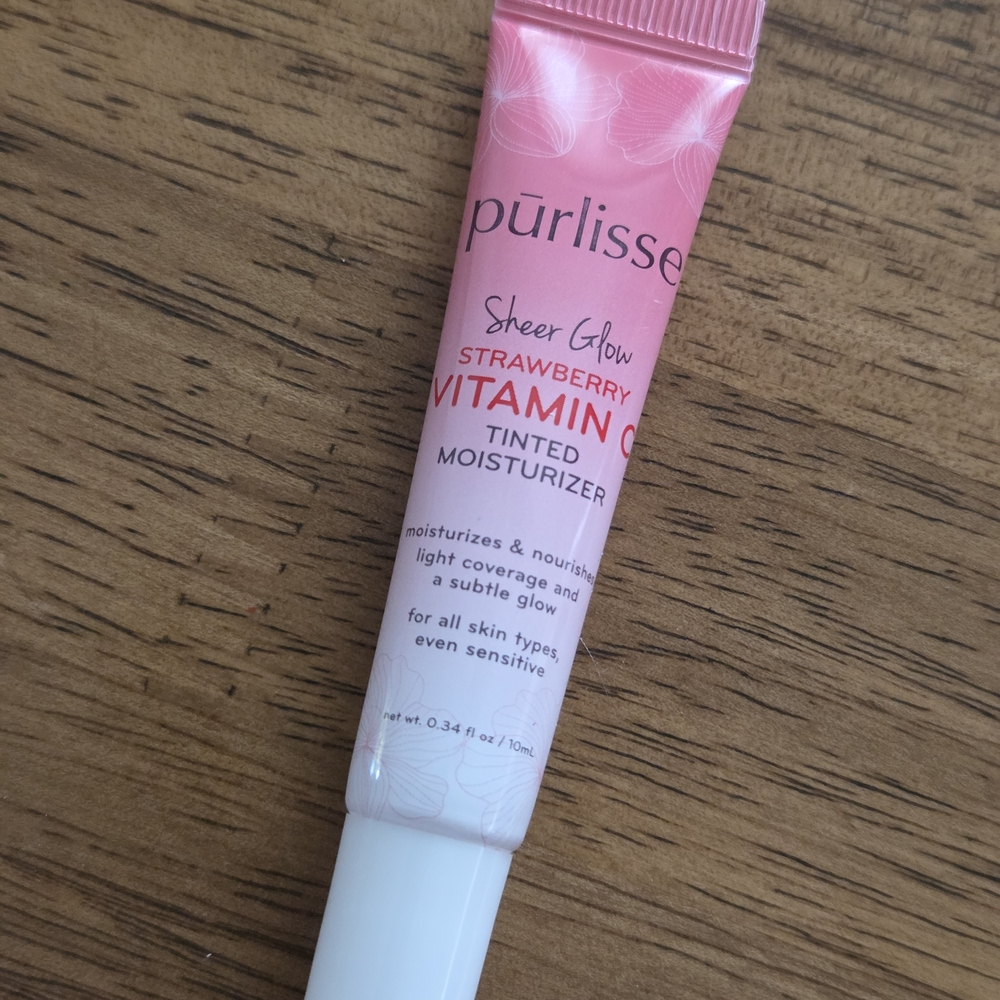 pūrlisse
Sheer Glow
STRAWBERRY
VITAMIN C
TINTED
MOISTURIZER
moisturizes & nourishes
light coverage and
a subtle glow
for all skin types,
even sensitive
net wt. 0.34 fl oz / 10mL